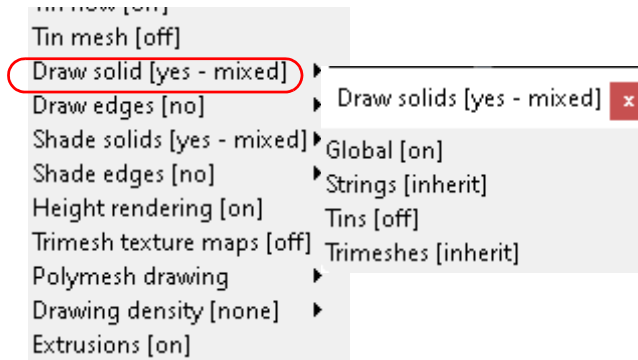 Tin mesh [off]
Draw solid [yes - mixed]
Draw edges [no]
Shade solids [yes - mixed]
Shade edges [no]
Height rendering [on]
Trimesh texture maps [off]
Polymesh drawing
Drawing density [none]
Extrusions [on]
Draw solids [yes - mixed] x
Global [on]
Strings [inherit]
Tins [off]
Trimeshes [inherit]